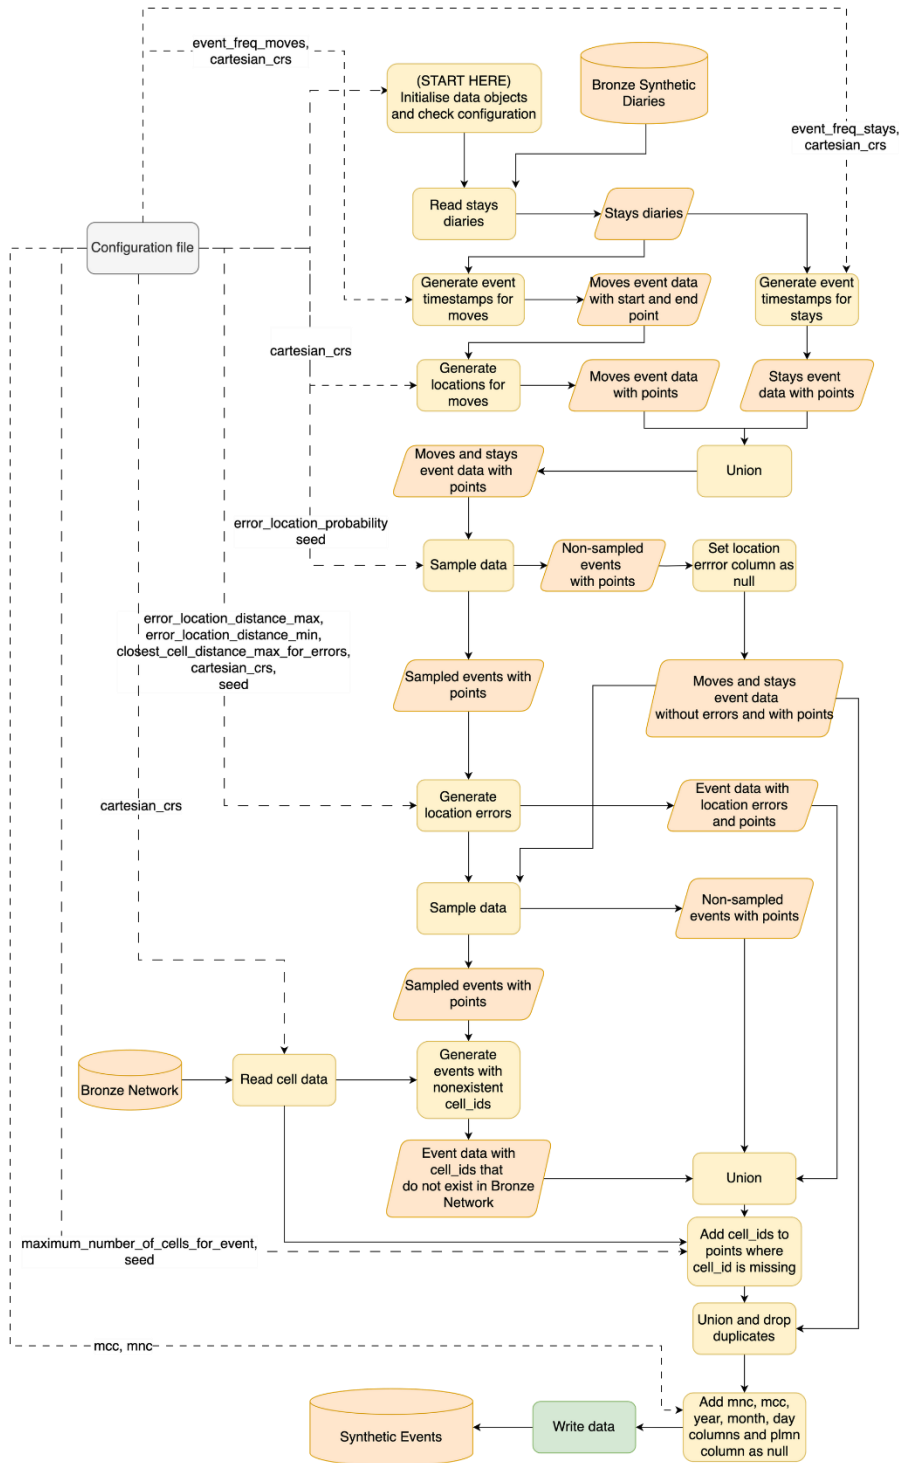 event_freq_moves,
cartesian_crs
(START HERE)
Initialise data objects
and check configuration
Bronze Synthetic
Diaries
event_freq_stays,
cartesian_crs
Read stays
diaries
Stays diaries
Configuration file
Generate event
timestamps for
moves
Moves event data
with start and end
point
Generate event
timestamps for
stays
cartesian_crs
Generate
locations for
moves
Moves event data
with points
Stays event
data with points
Moves and stays
event data with
points
Union
error_location_probability
seed
Sample data
Non-sampled
events
with points
Set location
errror column as
null
error_location_distance_max,
error_location_distance_min,
closest_cell_distance_max_for_errors,
cartesian_crs,
seed
Sampled events with
points
Moves and stays
event data
without errors and with points
cartesian_crs
Generate
location errors
Event data with
location errors
and points
Sample data
Non-sampled
events with points
Sampled events with
points
Bronze Network
Read cell data
Generate
events with
nonexistent
cell_ids
Event data with
cell_ids that
do not exist in Bronze
Network
Union
maximum_number_of_cells_for_event,
seed
Add cell_ids to
points where
cell_id is missing
Union and drop
duplicates
mcc, mnc
Synthetic Events
Write data
Add mnc, mcc,
year, month, day
columns and plmn
column as null